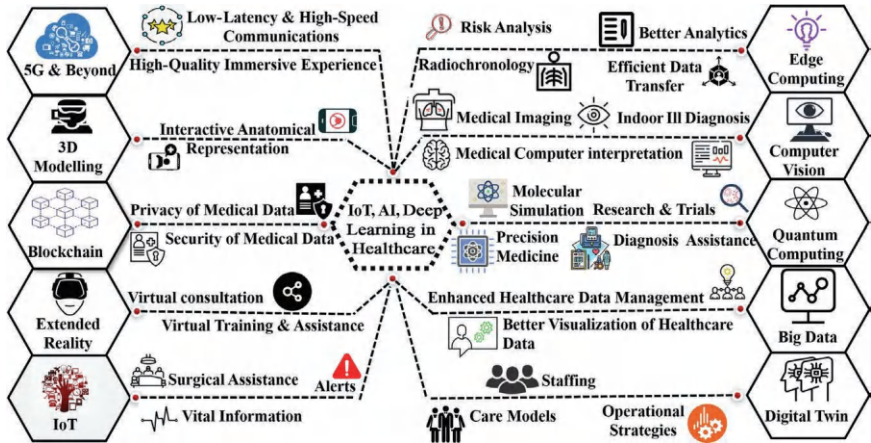 Low-Latency & High-Speed
Communications
High-Quality Immersive Experience
5G & Beyond
Risk Analysis
Better Analytics
Radiochronology
Efficient Data
Transfer
Edge
Computing
3D
Modelling
Interactive Anatomical
Representation
Medical Imaging
Indoor Ill Diagnosis
Medical Computer interpretation
Computer
Vision
Blockchain
Privacy of Medical Data
Security of Medical Data
IoT, AI, Deep
Learning in
Healthcare
Molecular
Simulation
Research & Trials
Precision
Medicine
Diagnosis Assistance
Quantum
Computing
Extended
Reality
Virtual consultation
Virtual Training & Assistance
Enhanced Healthcare Data Management
Better Visualization of Healthcare
Data
Big Data
IoT
Surgical Assistance
Alerts
Vital Information
Staffing
Care Models
Operational
Strategies
Digital Twin